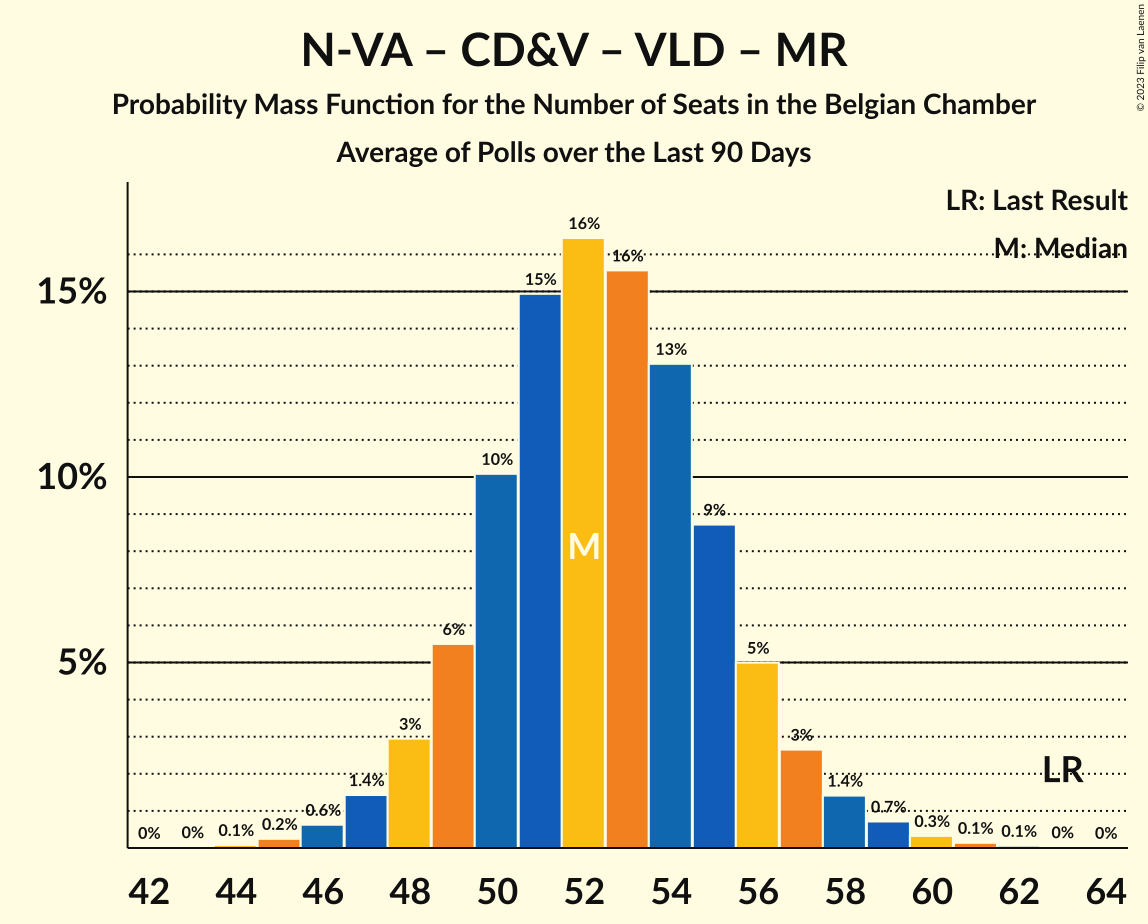 N-VA – CD&V – VLD – MR
Probability Mass Function for the Number of Seats in the Belgian Chamber
Average of Polls over the Last 90 Days
© 2023 Filip van Laenen
LR: Last Result
M: Median
15%
10%
5%
0%
0%
0.1%
0.2%
0.6%
1.4%
3%
6%
10%
15%
16%
16%
13%
9%
5%
3%
1.4%
0.7%
0.3%
0.1%
0.1%
0%
0%
M
LR
42 44 46 48 50 52 54 56 58 60 62 64